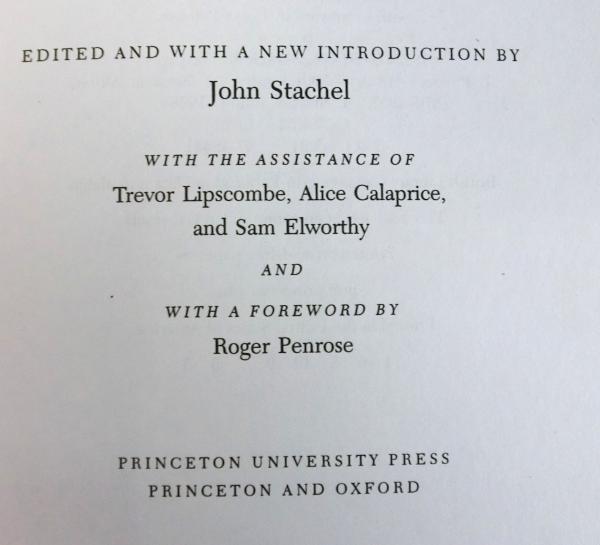 EDITED AND WITH A NEW INTRODUCTION BY
John Stachel
WITH THE ASSISTANCE OF
Trevor Lipscombe, Alice Calaprice,
and Sam Elworthy
AND
WITH A FOREWORD BY
Roger Penrose
PRINCETON UNIVERSITY PRESS
PRINCETON AND OXFORD